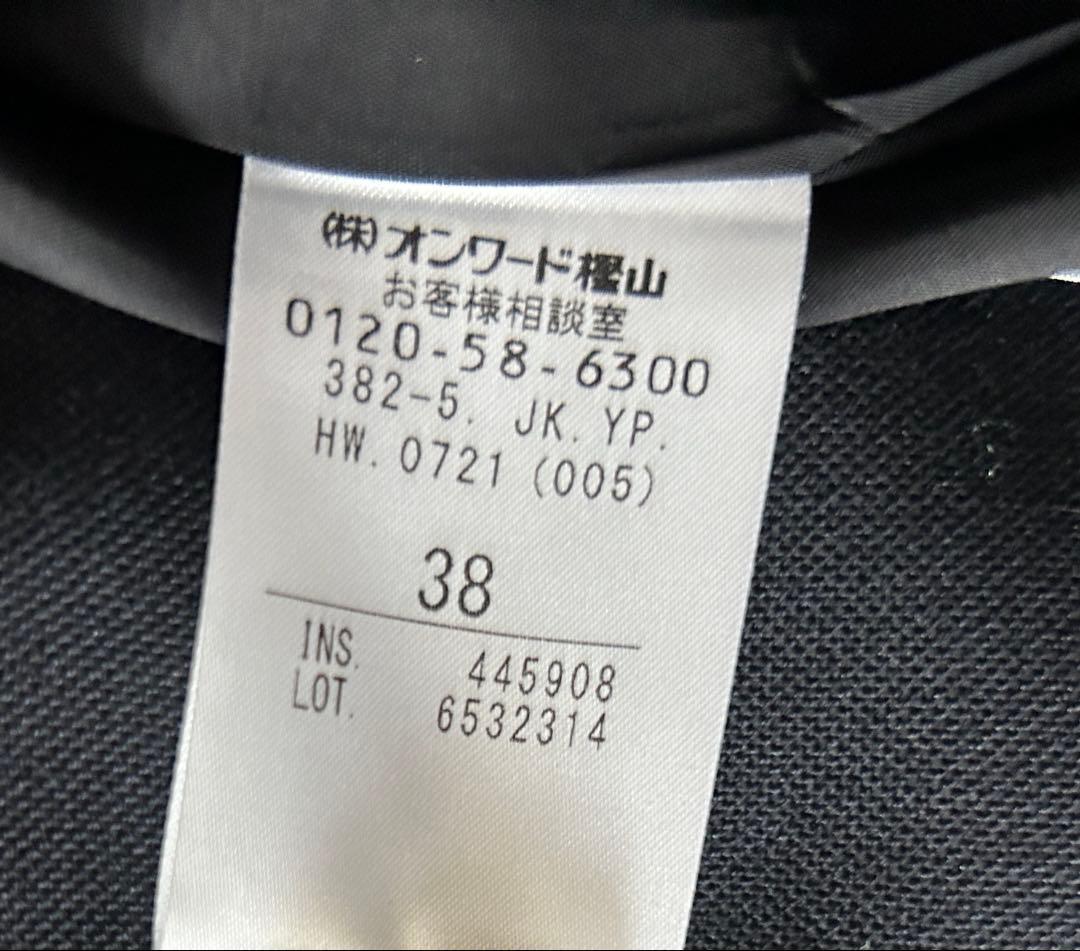 (株)オンワード樫山
お客様相談室
0120-58-6300
382-5. JK. YP.
HW. 0721 (005)
38
INS. 445908
LOT. 6532314